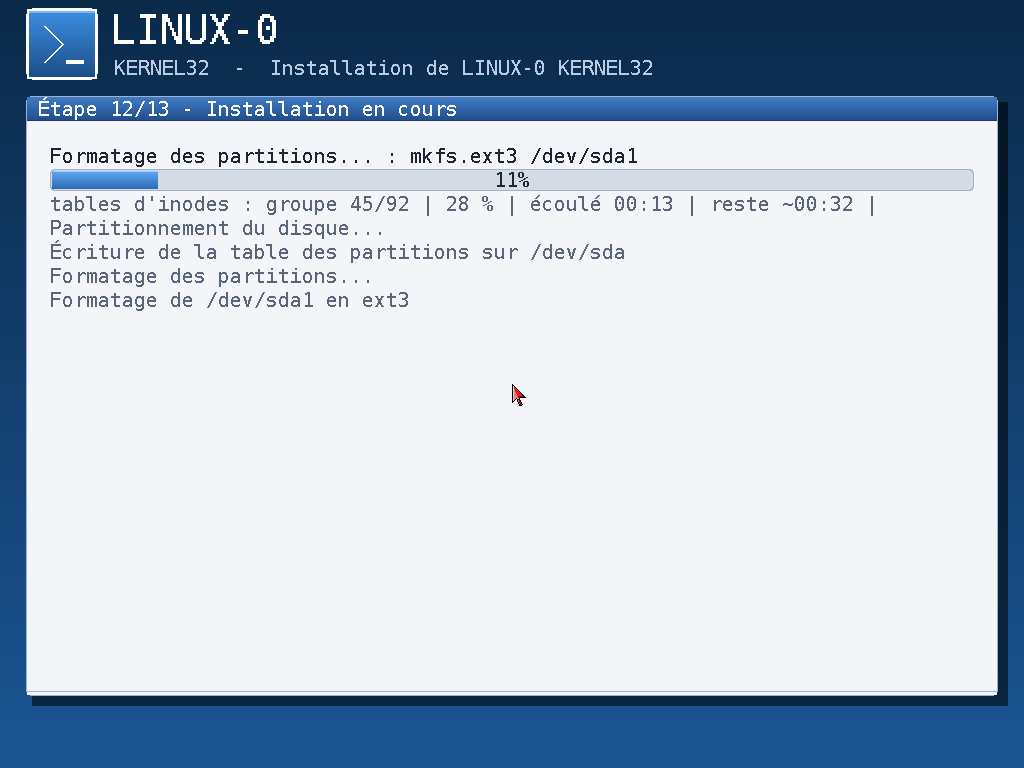 >_
LINUX-0
KERNEL32 - Installation de LINUX-0 KERNEL32
Étape 12/13 - Installation en cours
Formatage des partitions... : mkfs.ext3 /dev/sda1
11%
tables d'inodes : groupe 45/92 | 28 % | écoulé 00:13 | reste ~00:32 |
Partitionnement du disque...
Écriture de la table des partitions sur /dev/sda
Formatage des partitions...
Formatage de /dev/sda1 en ext3